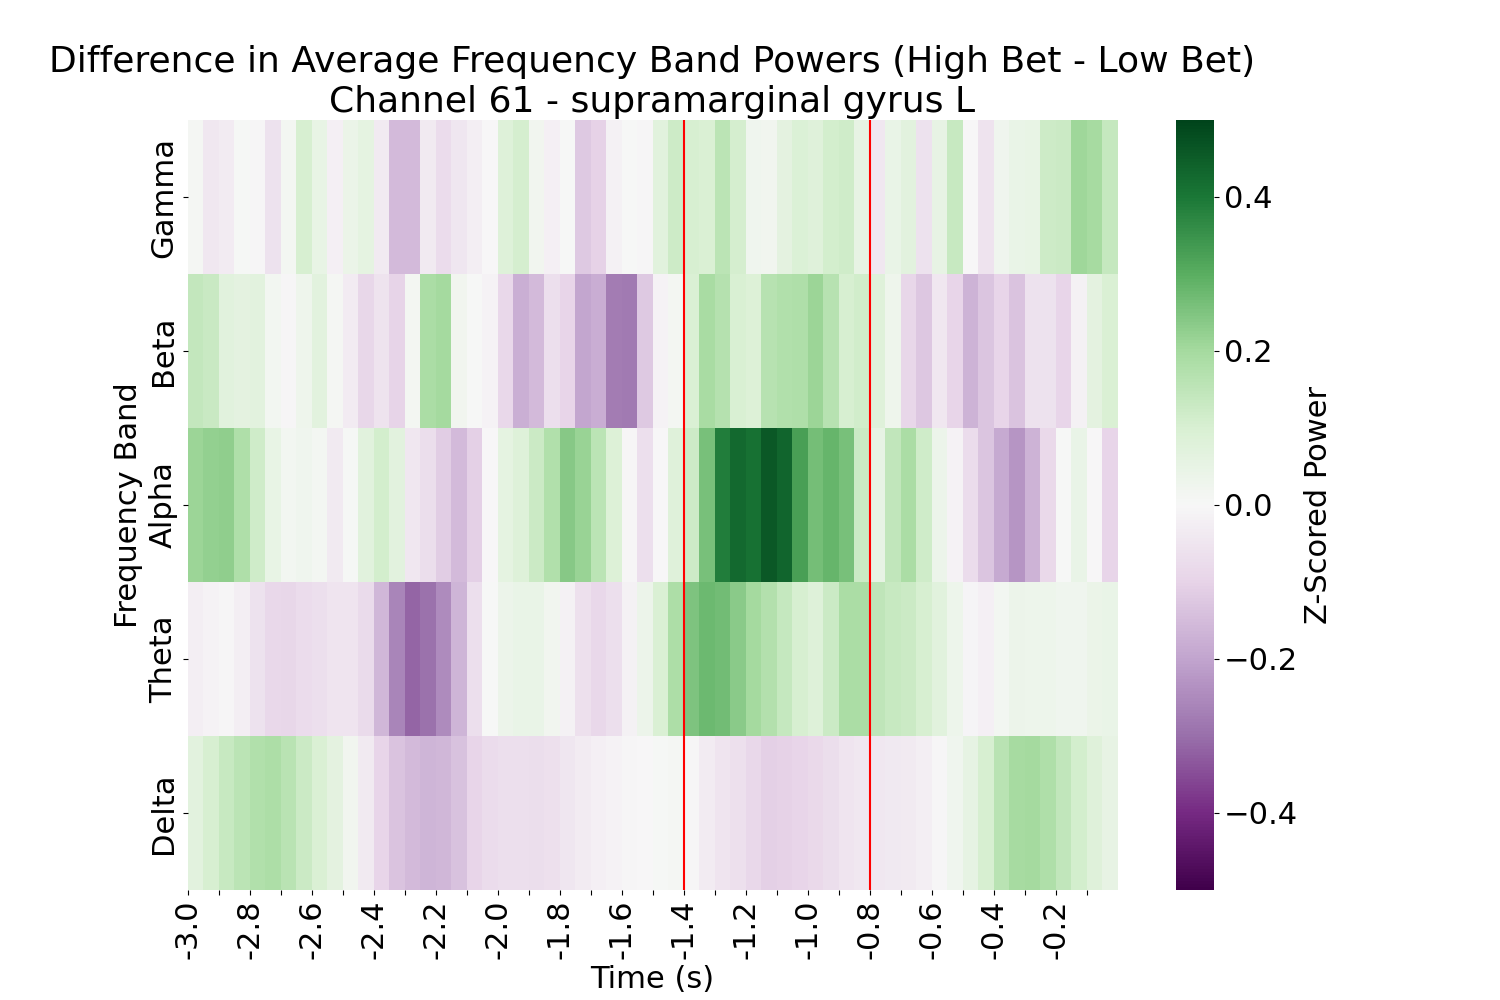 Difference in Average Frequency Band Powers (High Bet - Low Bet)
Channel 61 - supramarginal gyrus L
Frequency Band
Gamma
Beta
Alpha
Theta
Delta
-3.0
-2.8
-2.6
-2.4
-2.2
-2.0
-1.8
-1.6
-1.4
-1.2
-1.0
-0.8
-0.6
-0.4
-0.2
Time (s)
0.4
0.2
0.0
−0.2
−0.4
Z-Scored Power